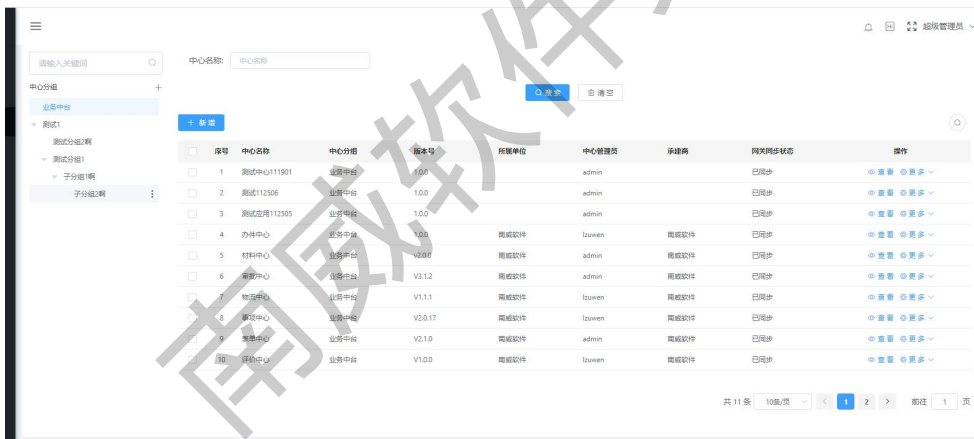 超级管理员
请输入关键词
中心名称: 中心名称
中心分组 +
业务中台
搜索 清空
测试1
+ 新增
测试分组2啊
测试分组1
子分组1啊
子分组2啊
序号 中心名称 中心分组 版本号 所属单位 中心管理员 承建商 网关同步状态 操作
1 测试中心111901 业务中台 1.0.0 admin 已同步 查看 更多
2 测试112506 业务中台 1.0.0 admin 已同步 查看 更多
3 测试应用112505 业务中台 1.0.0 admin 已同步 查看 更多
4 办件中心 业务中台 1.0.0 南威软件 lzuwen 南威软件 已同步 查看 更多
5 材料中心 业务中台 v2.0.0 南威软件 admin 南威软件 已同步 查看 更多
6 审批中心 业务中台 V3.1.2 南威软件 admin 南威软件 已同步 查看 更多
7 物流中心 业务中台 V1.1.1 南威软件 lzuwen 南威软件 已同步 查看 更多
8 事项中心 业务中台 V2.0.17 南威软件 lzuwen 南威软件 已同步 查看 更多
9 表单中心 业务中台 V2.1.0 南威软件 admin 南威软件 已同步 查看 更多
10 评价中心 业务中台 V1.0.0 南威软件 lzuwen 南威软件 已同步 查看 更多
共 11 条 10条/页 < 1 2 > 前往 1 页
南威软件